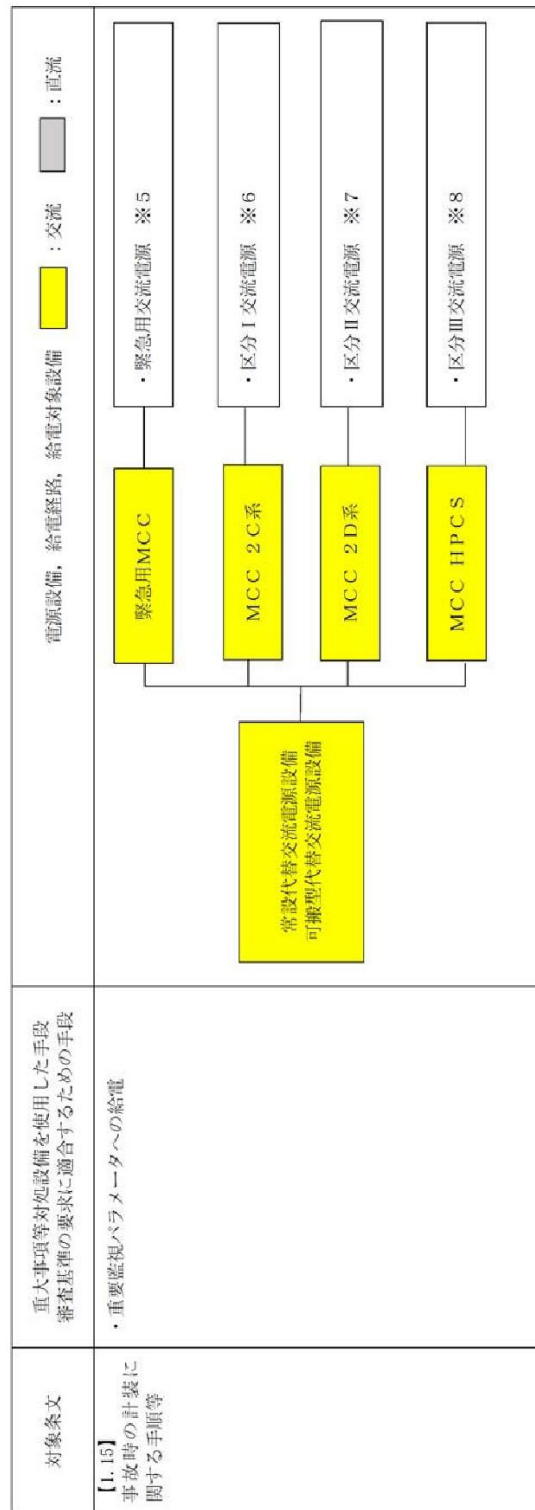 対象条文
重大事項等対処設備を使用した手段
審査基準の要求に適合するための手段
電源設備，給電経路，給電対象設備
：交流
：直流
【1.15】
事故時の計装に
関する手順等
・重要監視パラメータへの給電
常設代替交流電源設備
可搬型代替交流電源設備
緊急用MCC
・緊急用交流電源 ※5
MCC 2C系
・区分Ⅰ交流電源 ※6
MCC 2D系
・区分Ⅱ交流電源 ※7
MCC HPCS
・区分Ⅲ交流電源 ※8